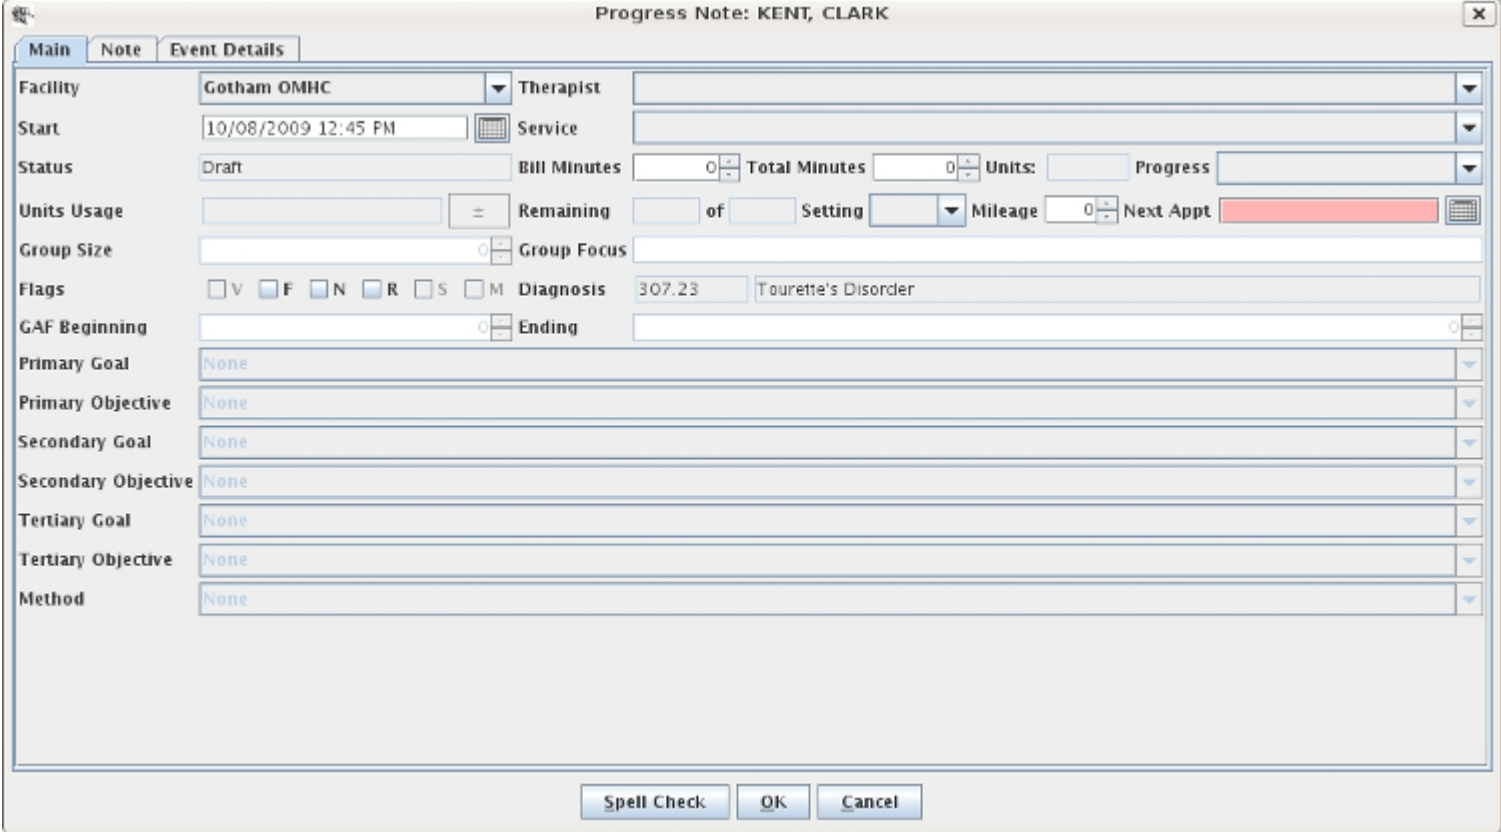 Progress Note: KENT, CLARK
Main Note Event Details
Facility Gotham OMHC Therapist
Start 10/08/2009 12:45 PM Service
Status Draft Bill Minutes 0 Total Minutes 0 Units: Progress
Units Usage ± Remaining of Setting Mileage 0 Next Appt
Group Size 0 Group Focus
Flags V F N R S M Diagnosis 307.23 Tourette's Disorder
GAF Beginning 0 Ending 0
Primary Goal None
Primary Objective None
Secondary Goal None
Secondary Objective None
Tertiary Goal None
Tertiary Objective None
Method None
Spell Check OK Cancel